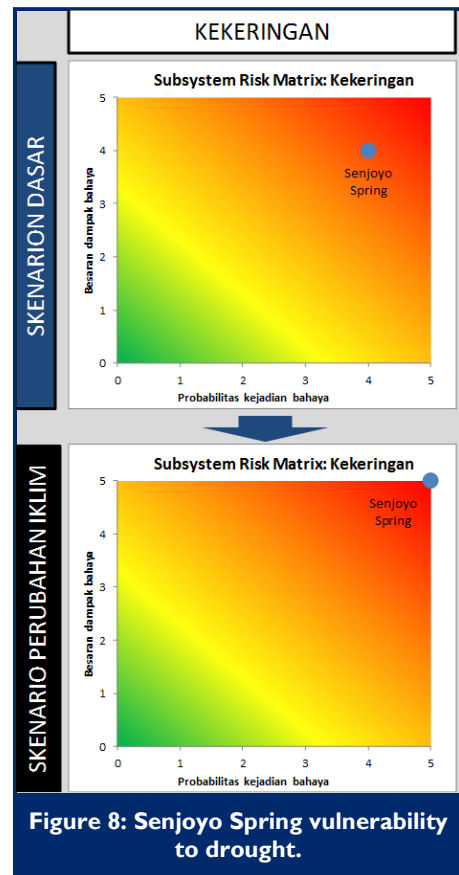 KEKERINGAN
SKENARION DASAR
Subsystem Risk Matrix: Kekeringan
Besaran dampak bahaya
5
4
3
2
1
0
Senjoyo
Spring
0 1 2 3 4 5
Probabilitas kejadian bahaya
SKENARIO PERUBAHAN IKLIM
Subsystem Risk Matrix: Kekeringan
Besaran dampak bahaya
5
4
3
2
1
0
Senjoyo
Spring
0 1 2 3 4 5
Probabilitas kejadian bahaya
Figure 8: Senjoyo Spring vulnerability
to drought.